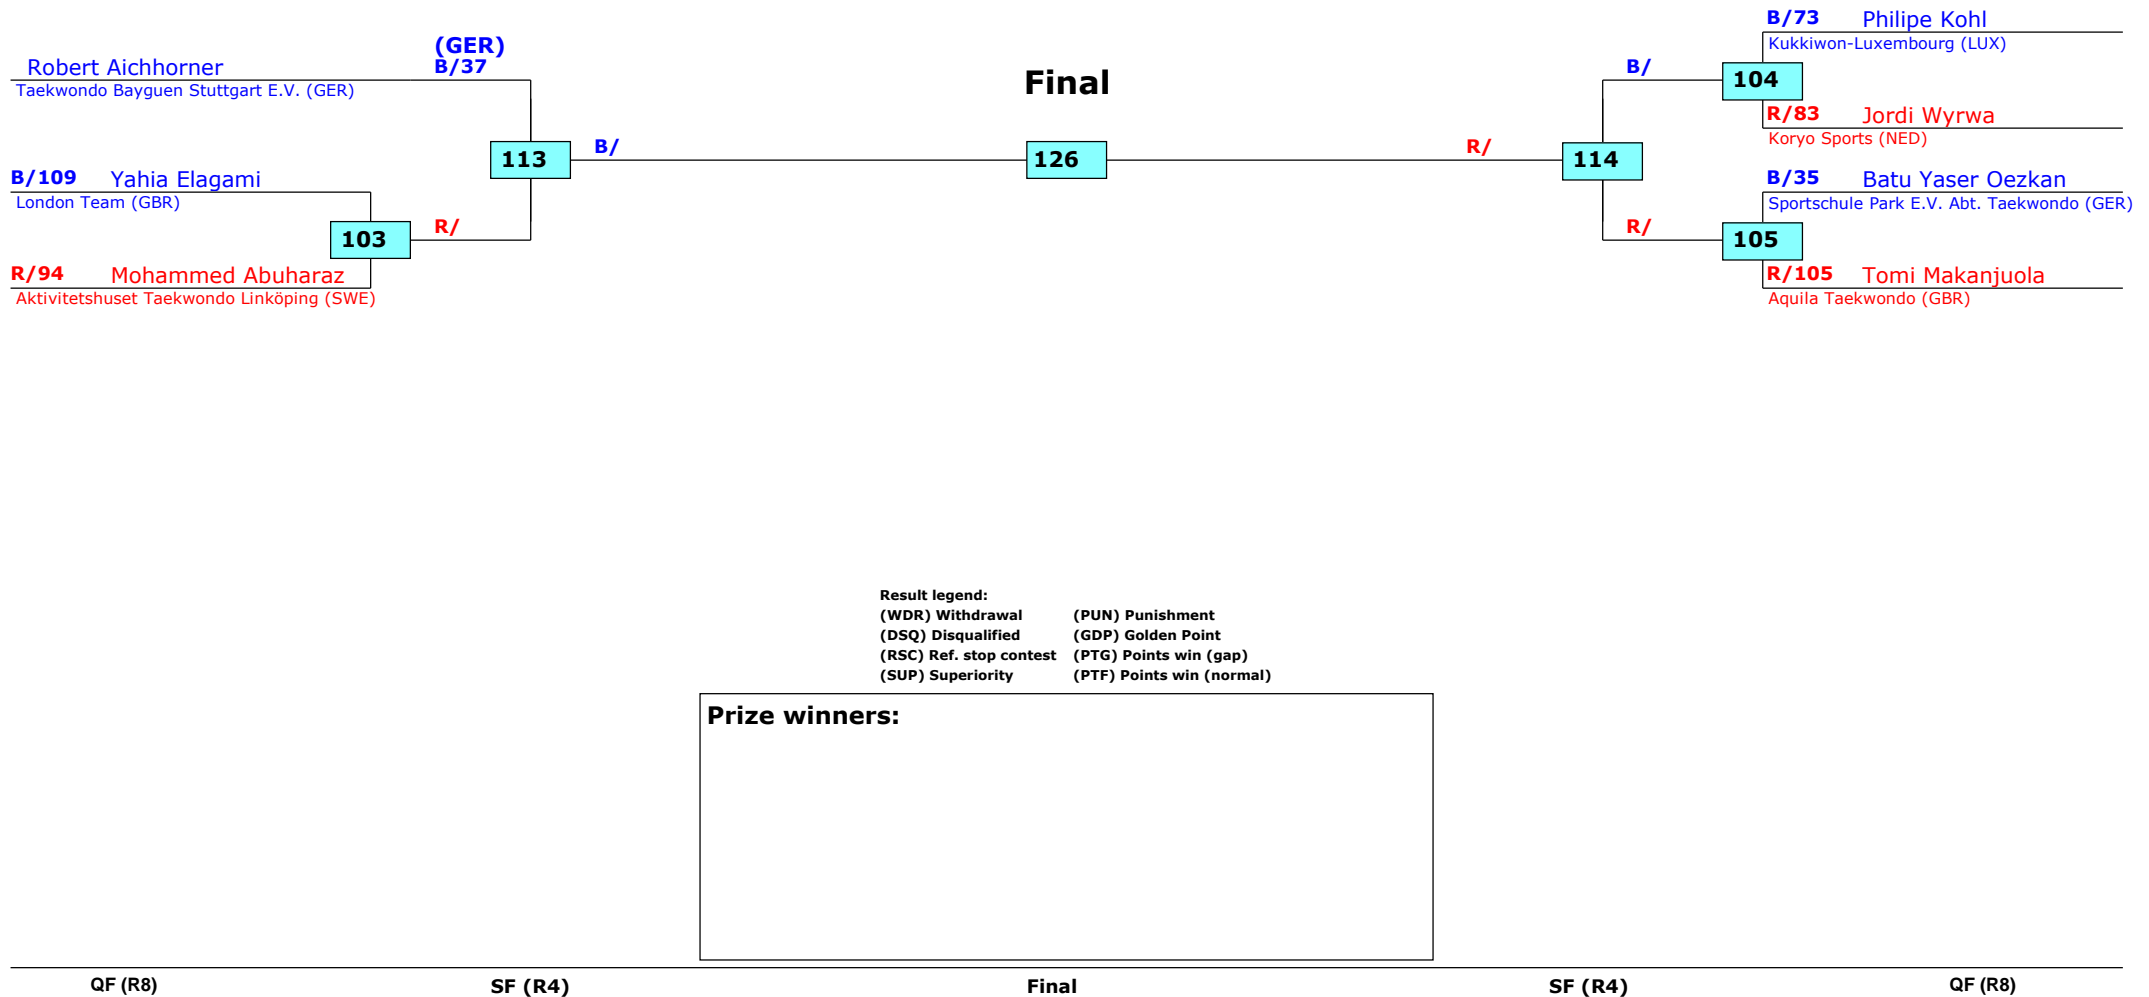 (GER)
Robert Aichhorner
B/37
Taekwondo Bayguen Stuttgart E.V. (GER)
113
B/
B/109 Yahia Elagami
London Team (GBR)
103
R/
R/94 Mohammed Abuharaz
Aktivitetshuset Taekwondo Linköping (SWE)
Final
126
B/73 Philipe Kohl
Kukkiwon-Luxembourg (LUX)
B/
104
R/83 Jordi Wyrwa
Koryo Sports (NED)
R/
114
B/35 Batu Yaser Oezkan
Sportschule Park E.V. Abt. Taekwondo (GER)
R/
105
R/105 Tomi Makanjuola
Aquila Taekwondo (GBR)
Result legend:
(WDR) Withdrawal (PUN) Punishment
(DSQ) Disqualified (GDP) Golden Point
(RSC) Ref. stop contest (PTG) Points win (gap)
(SUP) Superiority (PTF) Points win (normal)
Prize winners:
QF (R8) SF (R4) Final SF (R4) QF (R8)